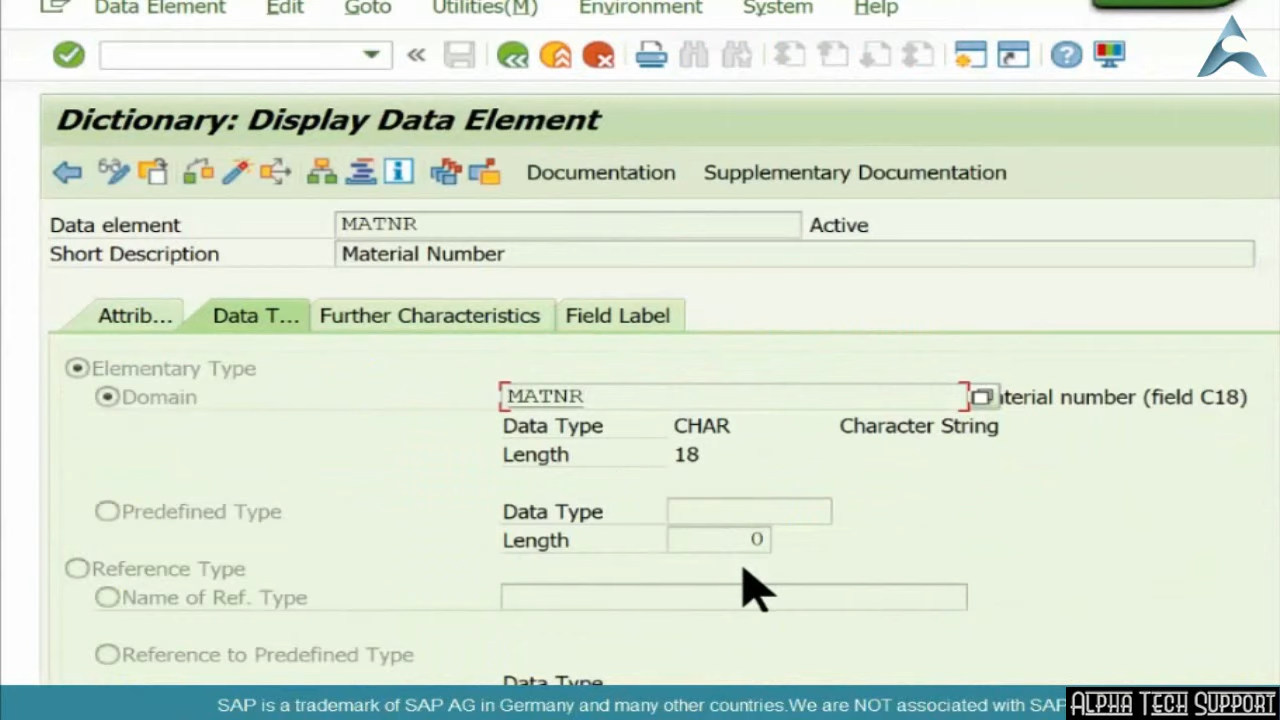 Data Element Edit Goto Utilities(M) Environment System Help
Dictionary: Display Data Element
Documentation Supplementary Documentation
Data element MATNR Active
Short Description Material Number
Attrib... Data T... Further Characteristics Field Label
Elementary Type
Domain MATNR terial number (field C18)
Data Type CHAR Character String
Length 18
Predefined Type Data Type
Length 0
Reference Type
Name of Ref. Type
Reference to Predefined Type
Data Type
SAP is a trademark of SAP AG in Germany and many other countries.We are NOT associated with SAP
Alpha Tech Support